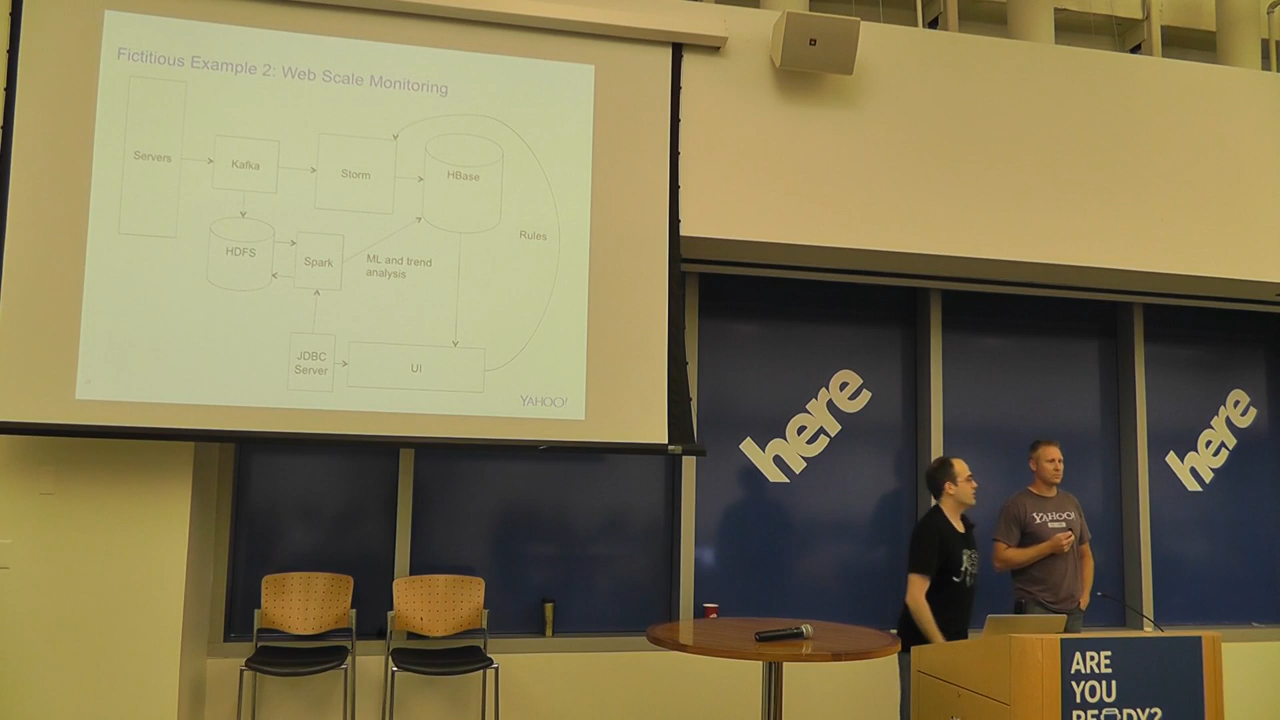 Fictitious Example 2: Web Scale Monitoring
Servers
Kafka
Storm
HBase
Rules
HDFS
Spark
ML and trend
analysis
JDBC
Server
UI
YAHOO!
here
here
YAHOO!
ARE
YOU
READY?